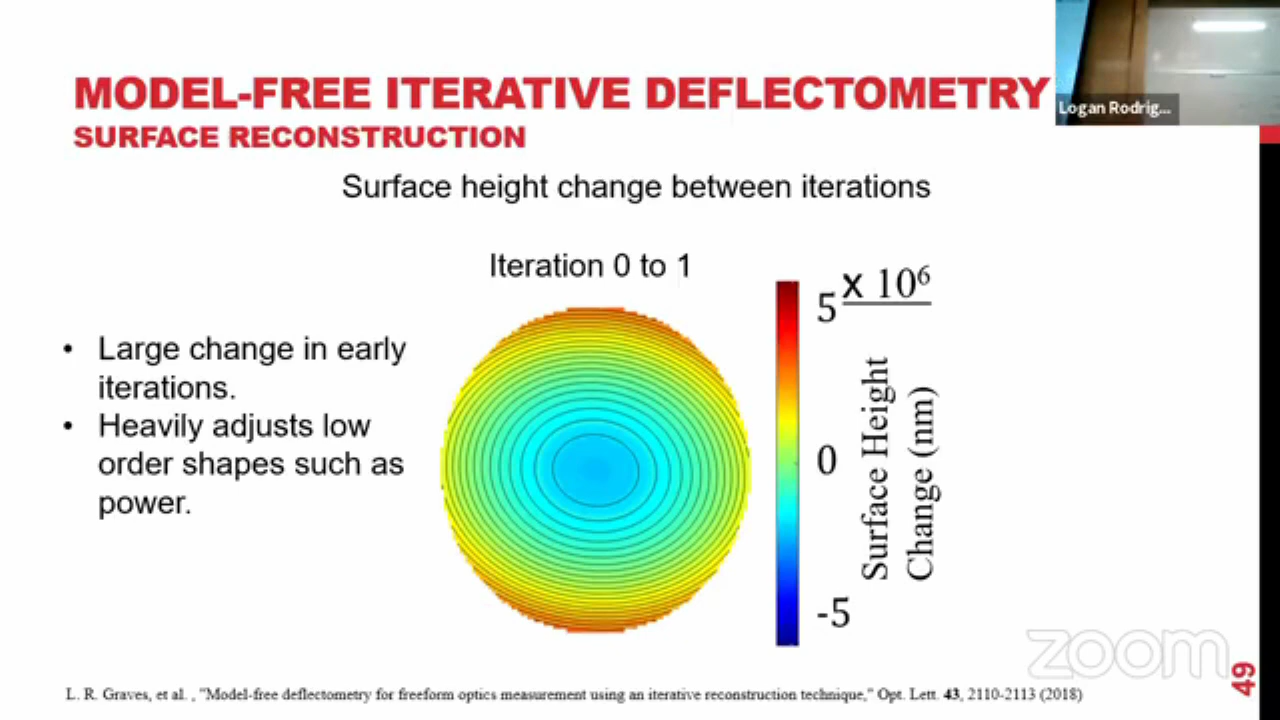 MODEL-FREE ITERATIVE DEFLECTOMETRY
Logan Rodrig...
SURFACE RECONSTRUCTION
Surface height change between iterations
Iteration 0 to 1
x 10⁶
5
0
-5
Surface Height
Change (nm)
• Large change in early
iterations.
• Heavily adjusts low
order shapes such as
power.
zoom
49
L. R. Graves, et al. , "Model-free deflectometry for freeform optics measurement using an iterative reconstruction technique," Opt. Lett. 43, 2110-2113 (2018)